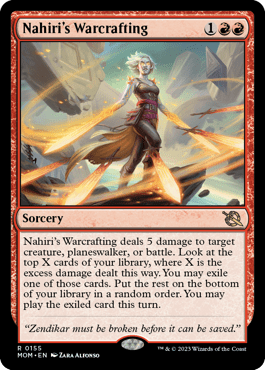 Nahiri's Warcrafting 1
Sorcery
Nahiri's Warcrafting deals 5 damage to target
creature, planeswalker, or battle. Look at the
top X cards of your library, where X is the
excess damage dealt this way. You may exile
one of those cards. Put the rest on the bottom
of your library in a random order. You may
play the exiled card this turn.
"Zendikar must be broken before it can be saved."
R 0155
MOM • EN ZARA ALFONSO
™ & © 2023 Wizards of the Coast